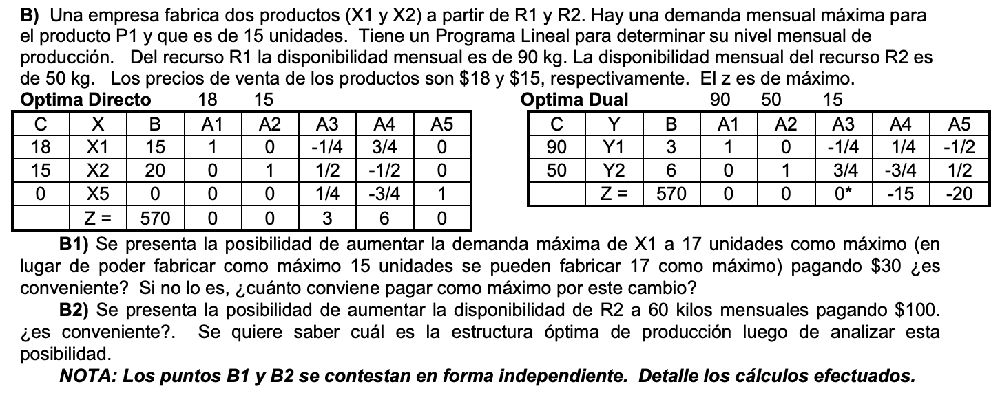 B) Una empresa fabrica dos productos (X1 y X2) a partir de R1 y R2. Hay una demanda mensual máxima para
el producto P1 y que es de 15 unidades. Tiene un Programa Lineal para determinar su nivel mensual de
producción. Del recurso R1 la disponibilidad mensual es de 90 kg. La disponibilidad mensual del recurso R2 es
de 50 kg. Los precios de venta de los productos son $18 y $15, respectivamente. El z es de máximo.
Optima Directo 18 15
C X B A1 A2 A3 A4 A5
18 X1 15 1 0 -1/4 3/4 0
15 X2 20 0 1 1/2 -1/2 0
0 X5 0 0 0 1/4 -3/4 1
Z = 570 0 0 3 6 0
Optima Dual 90 50 15
C Y B A1 A2 A3 A4 A5
90 Y1 3 1 0 -1/4 1/4 -1/2
50 Y2 6 0 1 3/4 -3/4 1/2
Z = 570 0 0 0* -15 -20
B1) Se presenta la posibilidad de aumentar la demanda máxima de X1 a 17 unidades como máximo (en
lugar de poder fabricar como máximo 15 unidades se pueden fabricar 17 como máximo) pagando $30 ¿es
conveniente? Si no lo es, ¿cuánto conviene pagar como máximo por este cambio?
B2) Se presenta la posibilidad de aumentar la disponibilidad de R2 a 60 kilos mensuales pagando $100.
¿es conveniente?. Se quiere saber cuál es la estructura óptima de producción luego de analizar esta
posibilidad.
NOTA: Los puntos B1 y B2 se contestan en forma independiente. Detalle los cálculos efectuados.